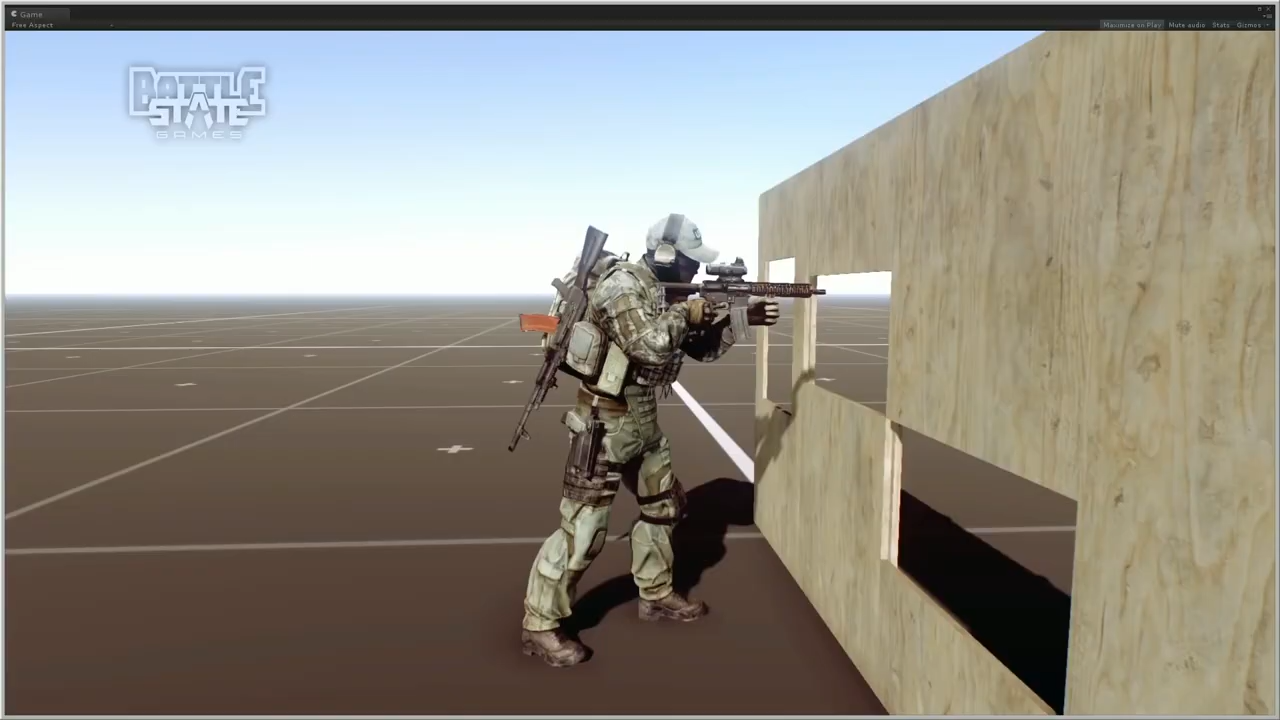 Game
Free Aspect
Maximize on Play Mute audio Stats Gizmos
BATTLE
STATE
GAMES